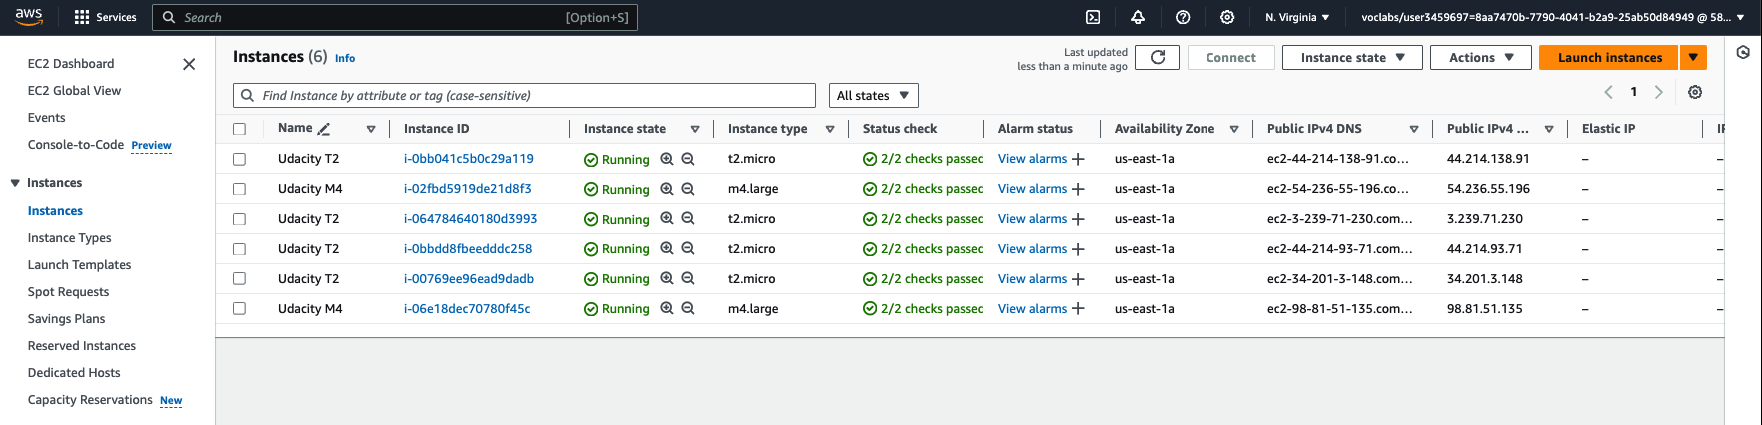 aws Services Search [Option+S] N. Virginia voclabs/user3459697=8aa7470b-7790-4041-b2a9-25ab50d84949 @ 58...
EC2 Dashboard
EC2 Global View
Events
Console-to-Code Preview
Instances
Instances
Instance Types
Launch Templates
Spot Requests
Savings Plans
Reserved Instances
Dedicated Hosts
Capacity Reservations New
Instances (6) Info
Last updated
less than a minute ago
Connect Instance state Actions Launch instances
Find Instance by attribute or tag (case-sensitive) All states 1
Name Instance ID Instance state Instance type Status check Alarm status Availability Zone Public IPv4 DNS Public IPv4 ... Elastic IP
Udacity T2 i-0bb041c5b0c29a119 Running t2.micro 2/2 checks passed View alarms us-east-1a ec2-44-214-138-91.co... 44.214.138.91 –
Udacity M4 i-02fbd5919de21d8f3 Running m4.large 2/2 checks passed View alarms us-east-1a ec2-54-236-55-196.co... 54.236.55.196 –
Udacity T2 i-064784640180d3993 Running t2.micro 2/2 checks passed View alarms us-east-1a ec2-3-239-71-230.com... 3.239.71.230 –
Udacity T2 i-0bbdd8fbeedddc258 Running t2.micro 2/2 checks passed View alarms us-east-1a ec2-44-214-93-71.com... 44.214.93.71 –
Udacity T2 i-00769ee96ead9dadb Running t2.micro 2/2 checks passed View alarms us-east-1a ec2-34-201-3-148.com... 34.201.3.148 –
Udacity M4 i-06e18dec70780f45c Running m4.large 2/2 checks passed View alarms us-east-1a ec2-98-81-51-135.com... 98.81.51.135 –